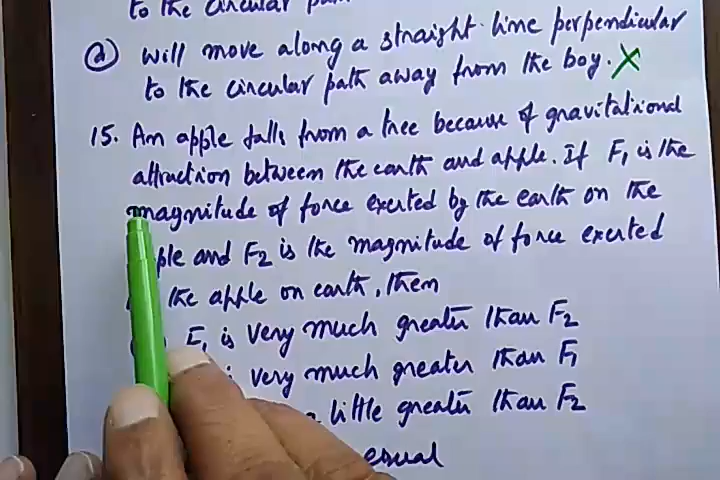 to the circular
(d) will move along a straight line perpendicular
to the circular path away from the boy. X
15. An apple falls from a tree because of gravitational
attraction between the earth and apple. If F1 is the
magnitude of force exerted by the earth on the
ple and F2 is the magnitude of force exerted
the apple on earth, then
F1 is very much greater than F2
very much greater than F1
little greater than F2
equal